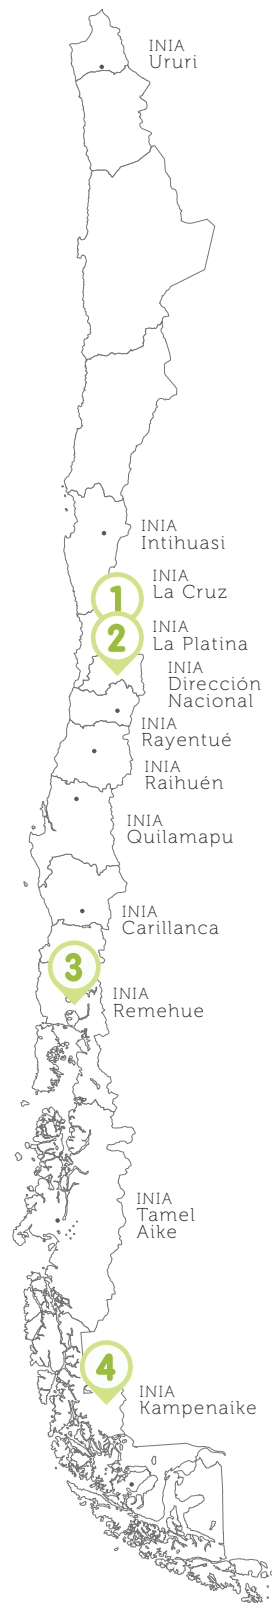 INIA
Ururi
INIA
Intihuasi
INIA
La Cruz
1
INIA
La Platina
2
INIA
Dirección
Nacional
INIA
Rayentué
INIA
Raihuén
INIA
Quilamapu
INIA
Carillanca
3
INIA
Remehue
INIA
Tamel
Aike
4
INIA
Kampenaike